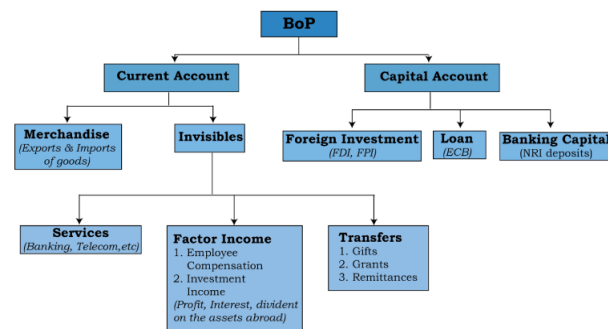 BoP
Current Account
Capital Account
Merchandise
(Exports & Imports
of goods)
Invisibles
Foreign Investment
(FDI, FPI)
Loan
(ECB)
Banking Capital
(NRI deposits)
Services
(Banking, Telecom,etc)
Factor Income
1. Employee
Compensation
2. Investment
Income
(Profit, Interest, divident
on the assets abroad)
Transfers
1. Gifts
2. Grants
3. Remittances